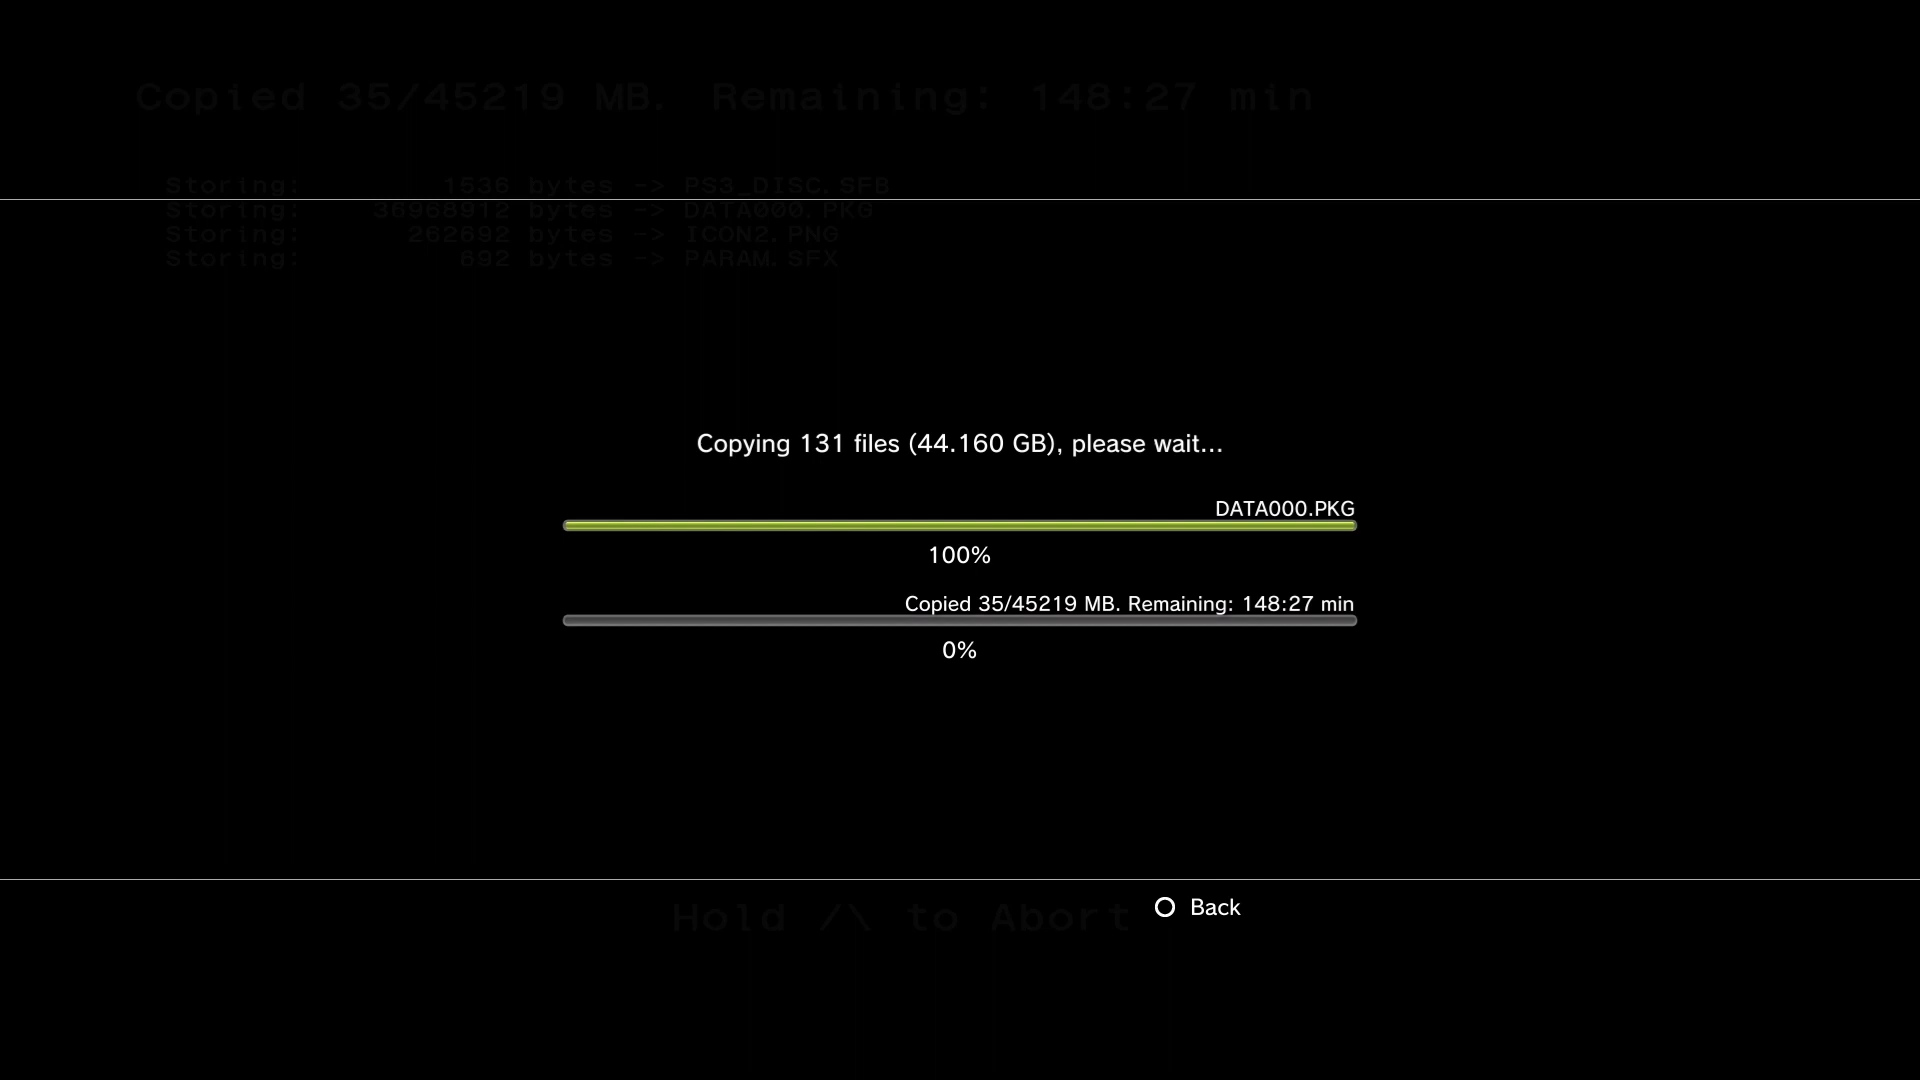 Copied 35/45219 MB. Remaining: 148:27 min
Storing: 1536 bytes -> PS3_DISC.SFB
Storing: 36968912 bytes -> DATA000.PKG
Storing: 262692 bytes -> ICON2.PNG
Storing: 692 bytes -> PARAM.SFX
Copying 131 files (44.160 GB), please wait...
DATA000.PKG
100%
Copied 35/45219 MB. Remaining: 148:27 min
0%
Hold /\ to Abort
Back